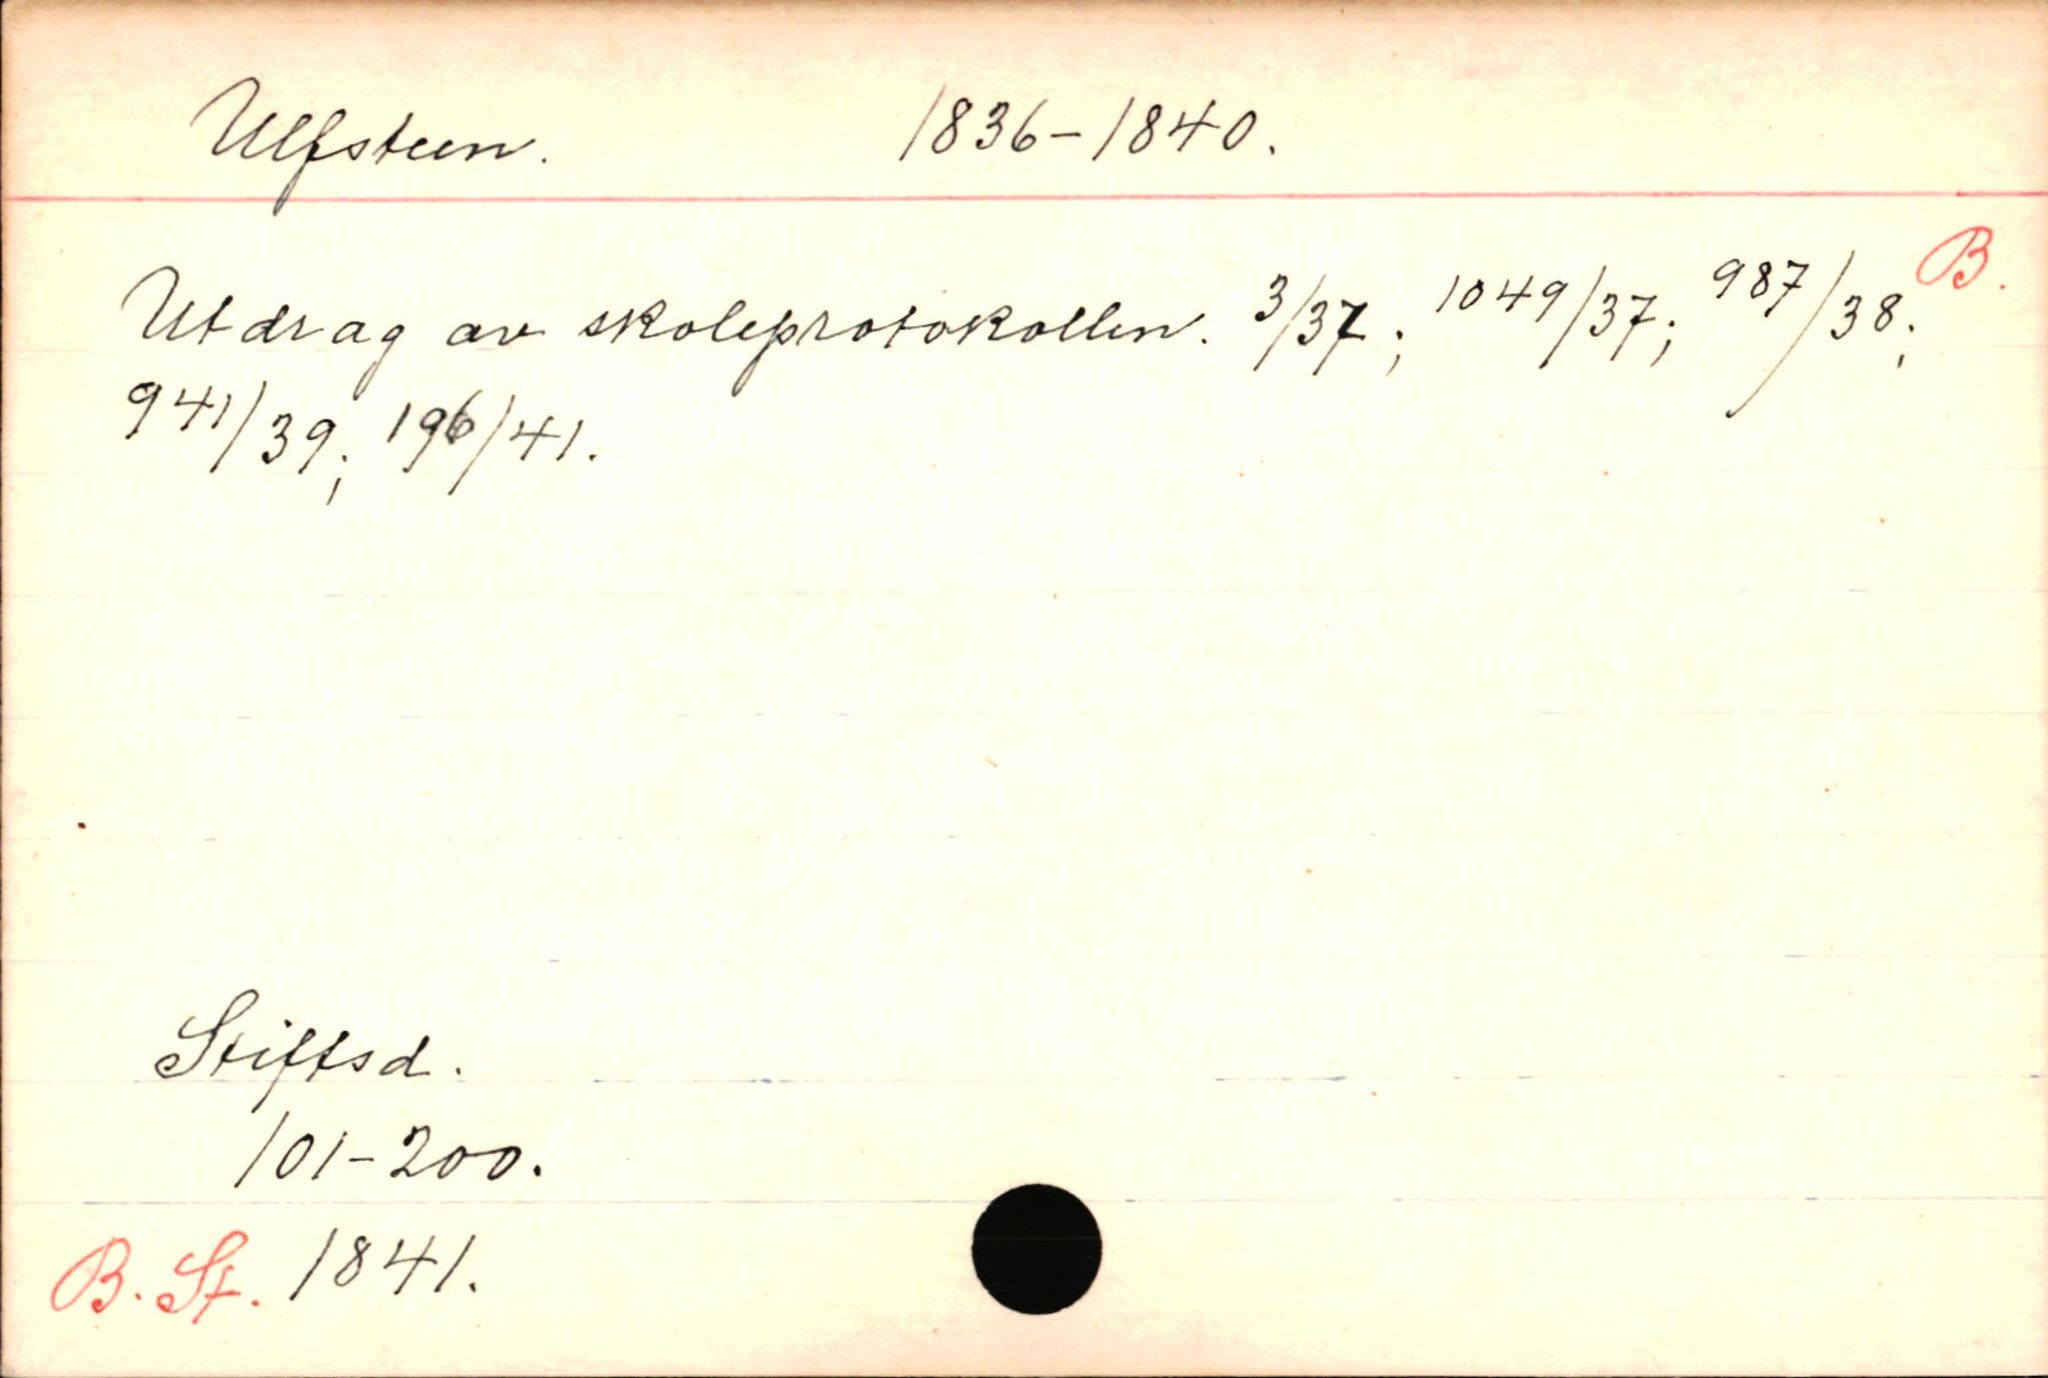 Ulfsteen. 1836-1840.
B.
Utdrag av skoleprotokollen. 3/37; 1049/37; 987/38;
941/39; 196/41.
Stiftsd.
101-200.
B. St. 1841.